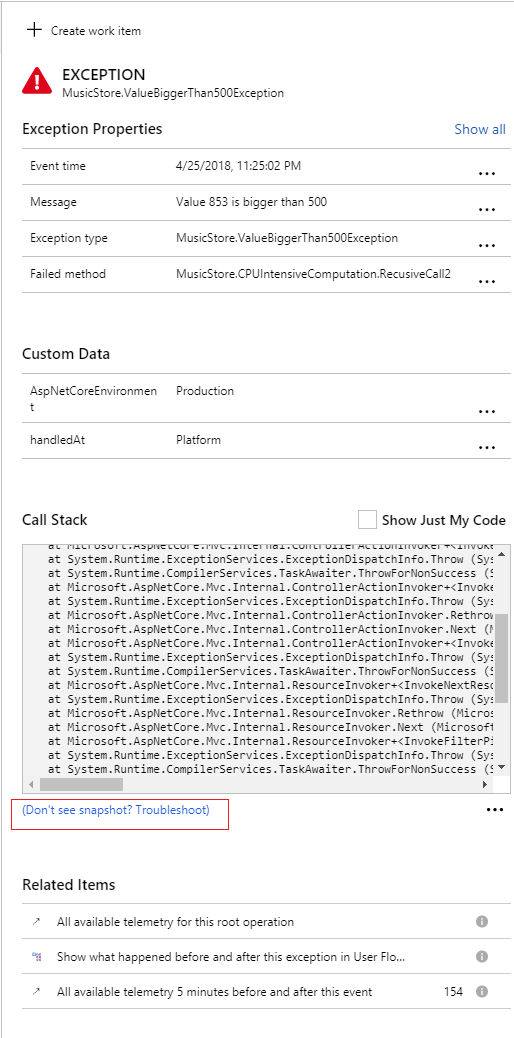 Create work item
EXCEPTION
MusicStore.ValueBiggerThan500Exception
Exception Properties Show all
Event time 4/25/2018, 11:25:02 PM ...
Message Value 853 is bigger than 500 ...
Exception type MusicStore.ValueBiggerThan500Exception ...
Failed method MusicStore.CPUIntensiveComputation.RecusiveCall2 ...
Custom Data
AspNetCoreEnvironmen Production
t ...
handledAt Platform ...
Call Stack Show Just My Code
at Microsoft.AspNetCore.Mvc.Internal.ControllerActionInvoker+<Invoke
at System.Runtime.ExceptionServices.ExceptionDispatchInfo.Throw (Sys
at System.Runtime.CompilerServices.TaskAwaiter.ThrowForNonSuccess (S
at Microsoft.AspNetCore.Mvc.Internal.ControllerActionInvoker+<Invoke
at System.Runtime.ExceptionServices.ExceptionDispatchInfo.Throw (Sys
at Microsoft.AspNetCore.Mvc.Internal.ControllerActionInvoker.Rethrow
at Microsoft.AspNetCore.Mvc.Internal.ControllerActionInvoker.Next (M
at Microsoft.AspNetCore.Mvc.Internal.ControllerActionInvoker+<Invoke
at System.Runtime.ExceptionServices.ExceptionDispatchInfo.Throw (Sys
at System.Runtime.CompilerServices.TaskAwaiter.ThrowForNonSuccess (S
at Microsoft.AspNetCore.Mvc.Internal.ResourceInvoker+<InvokeNextReso
at System.Runtime.ExceptionServices.ExceptionDispatchInfo.Throw (Sys
at Microsoft.AspNetCore.Mvc.Internal.ResourceInvoker.Rethrow (Micros
at Microsoft.AspNetCore.Mvc.Internal.ResourceInvoker.Next (Microsoft
at Microsoft.AspNetCore.Mvc.Internal.ResourceInvoker+<InvokeFilterPi
at System.Runtime.ExceptionServices.ExceptionDispatchInfo.Throw (Sys
at System.Runtime.CompilerServices.TaskAwaiter.ThrowForNonSuccess (S
(Don't see snapshot? Troubleshoot) ...
Related Items
All available telemetry for this root operation
Show what happened before and after this exception in User Flo...
All available telemetry 5 minutes before and after this event 154